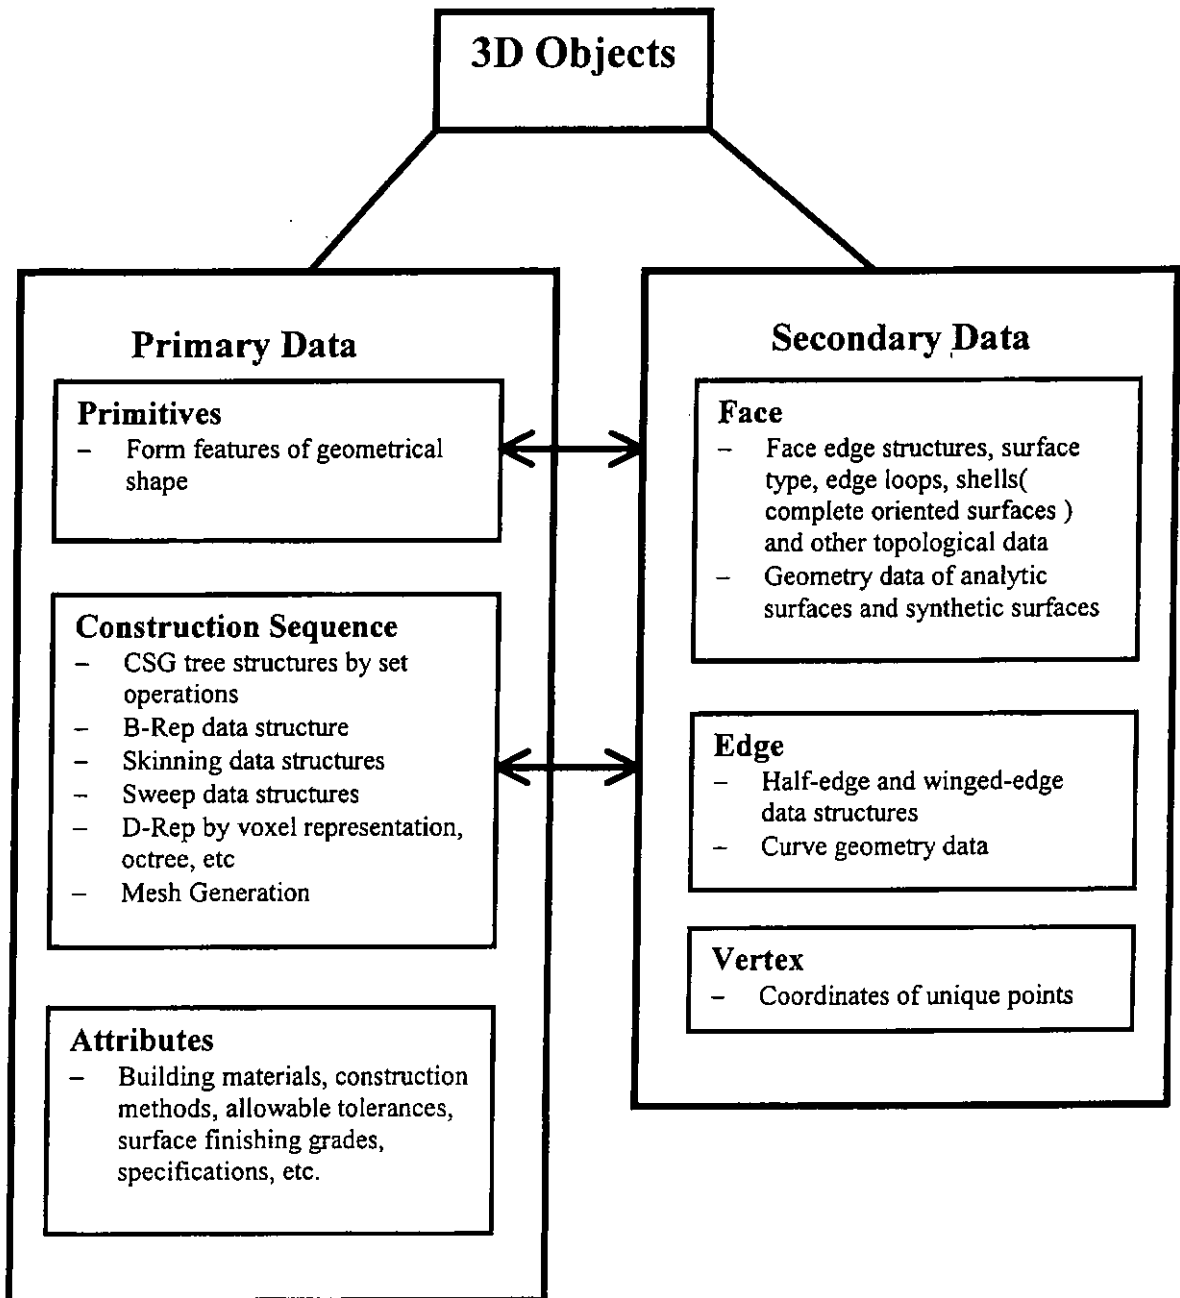 3D Objects
Primary Data
Primitives
– Form features of geometrical
shape
Construction Sequence
– CSG tree structures by set
operations
– B-Rep data structure
– Skinning data structures
– Sweep data structures
– D-Rep by voxel representation,
octree, etc
– Mesh Generation
Attributes
– Building materials, construction
methods, allowable tolerances,
surface finishing grades,
specifications, etc.
Secondary Data
Face
– Face edge structures, surface
type, edge loops, shells(
complete oriented surfaces )
and other topological data
– Geometry data of analytic
surfaces and synthetic surfaces
Edge
– Half-edge and winged-edge
data structures
– Curve geometry data
Vertex
– Coordinates of unique points